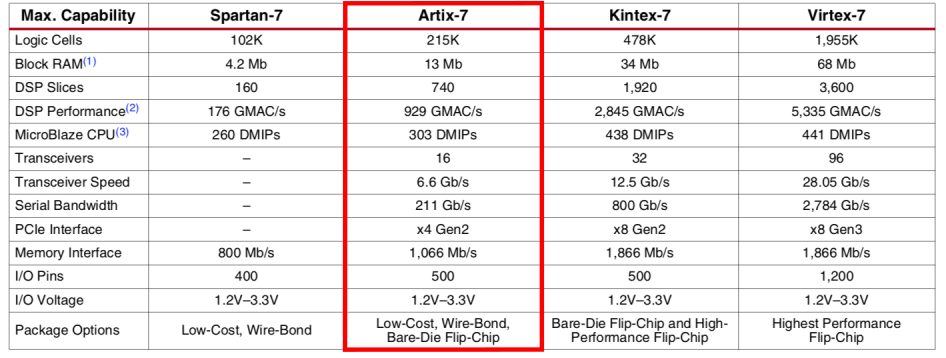 Max. Capability Spartan-7 Artix-7 Kintex-7 Virtex-7
Logic Cells 102K 215K 478K 1,955K
Block RAM(1) 4.2 Mb 13 Mb 34 Mb 68 Mb
DSP Slices 160 740 1,920 3,600
DSP Performance(2) 176 GMAC/s 929 GMAC/s 2,845 GMAC/s 5,335 GMAC/s
MicroBlaze CPU(3) 260 DMIPs 303 DMIPs 438 DMIPs 441 DMIPs
Transceivers – 16 32 96
Transceiver Speed – 6.6 Gb/s 12.5 Gb/s 28.05 Gb/s
Serial Bandwidth – 211 Gb/s 800 Gb/s 2,784 Gb/s
PCIe Interface – x4 Gen2 x8 Gen2 x8 Gen3
Memory Interface 800 Mb/s 1,066 Mb/s 1,866 Mb/s 1,866 Mb/s
I/O Pins 400 500 500 1,200
I/O Voltage 1.2V–3.3V 1.2V–3.3V 1.2V–3.3V 1.2V–3.3V
Package Options Low-Cost, Wire-Bond Low-Cost, Wire-Bond, Bare-Die Flip-Chip and High- Highest Performance
Bare-Die Flip-Chip Performance Flip-Chip Flip-Chip